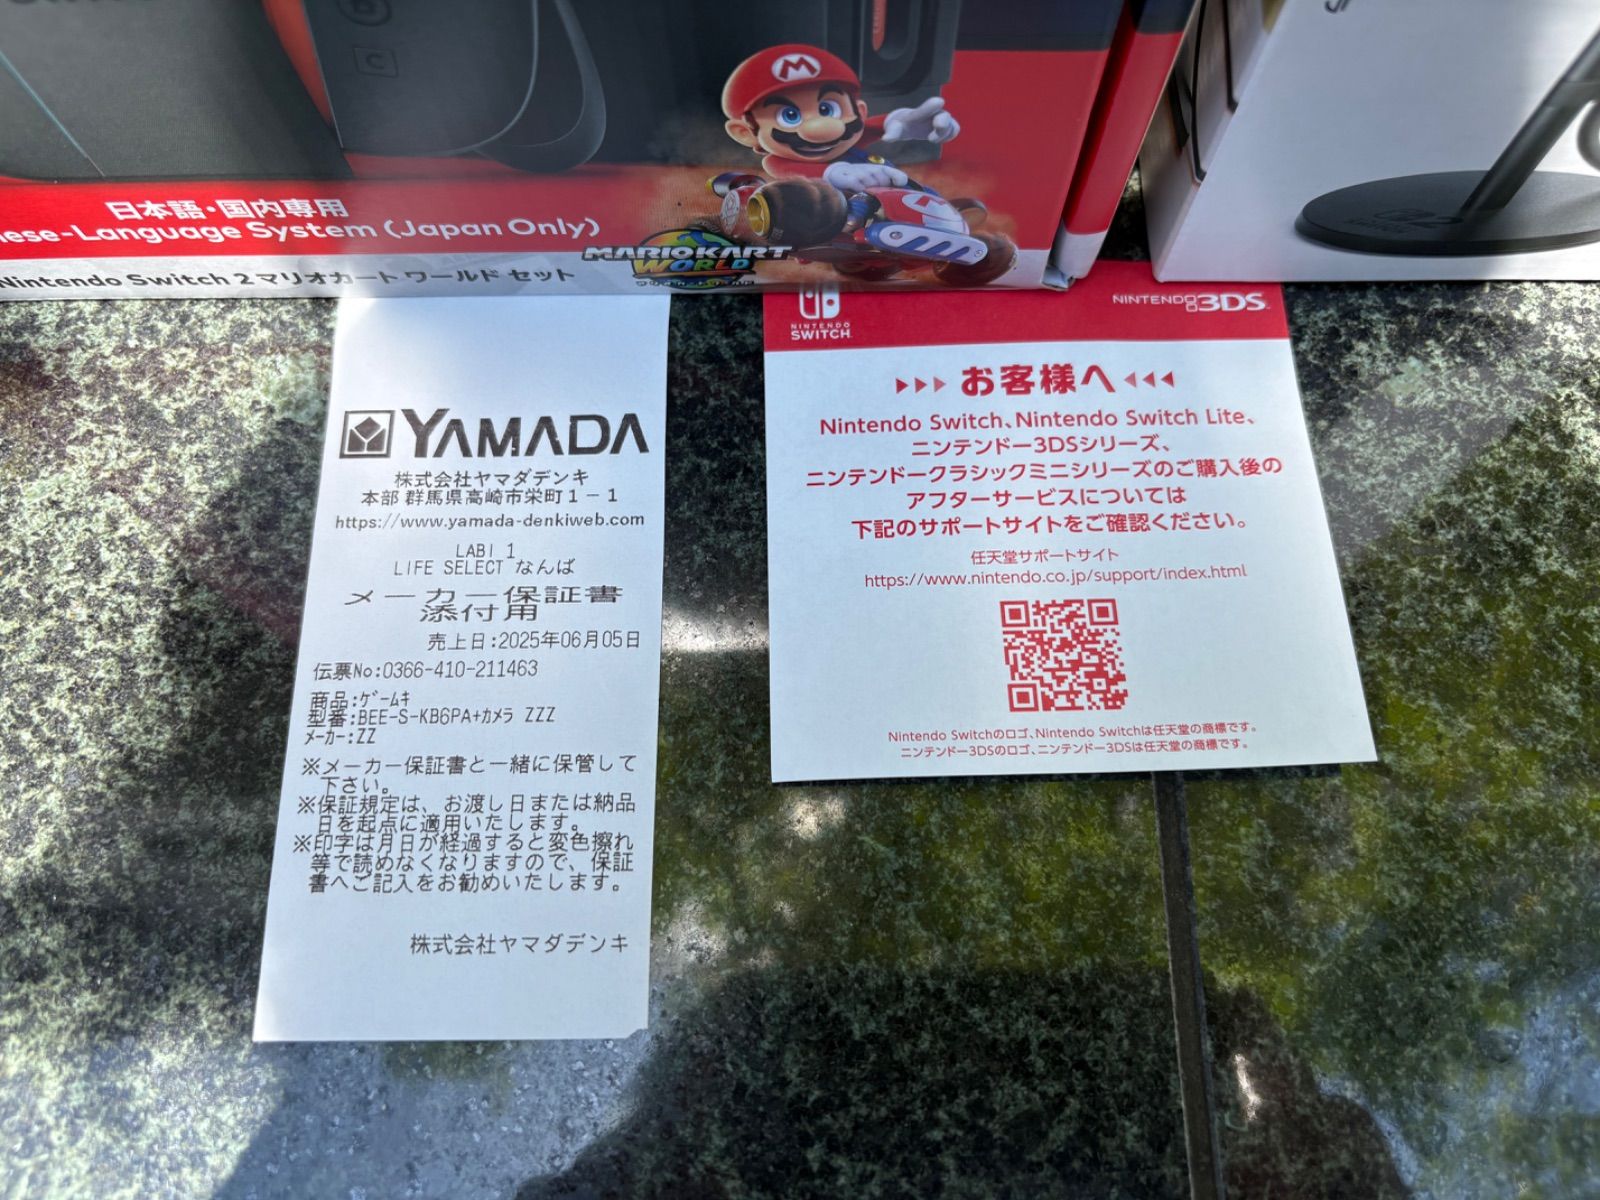 日本語・国内専用
ese-Language System (Japan Only)
Nintendo Switch 2 マリオカート ワールド セット
MARIOKART
WORLD
C
M
YAMADA
株式会社ヤマダデンキ
本部 群馬県高崎市栄町1-1
https://www.yamada-denkiweb.com
LABI 1
LIFE SELECT なんば
メーカー保証書
添付用
売上日:2025年06月05日
伝票No:0366-410-211463
商品:ゲームキ
型番:BEE-S-KB6PA+カメラ ZZZ
メーカー:ZZ
※メーカー保証書と一緒に保管して
下さい。
※保証規定は、お渡し日または納品
日を起点に適用いたします。
※印字は月日が経過すると変色擦れ
等で読めなくなりますので、保証
書へご記入をお勧めいたします。
株式会社ヤマダデンキ
NINTENDO
SWITCH
NINTENDO 3DS
お客様へ
Nintendo Switch、Nintendo Switch Lite、
ニンテンドー3DSシリーズ、
ニンテンドークラシックミニシリーズのご購入後の
アフターサービスについては
下記のサポートサイトをご確認ください。
任天堂サポートサイト
https://www.nintendo.co.jp/support/index.html
Nintendo Switchのロゴ、Nintendo Switchは任天堂の商標です。
ニンテンドー3DSのロゴ、ニンテンドー3DSは任天堂の商標です。